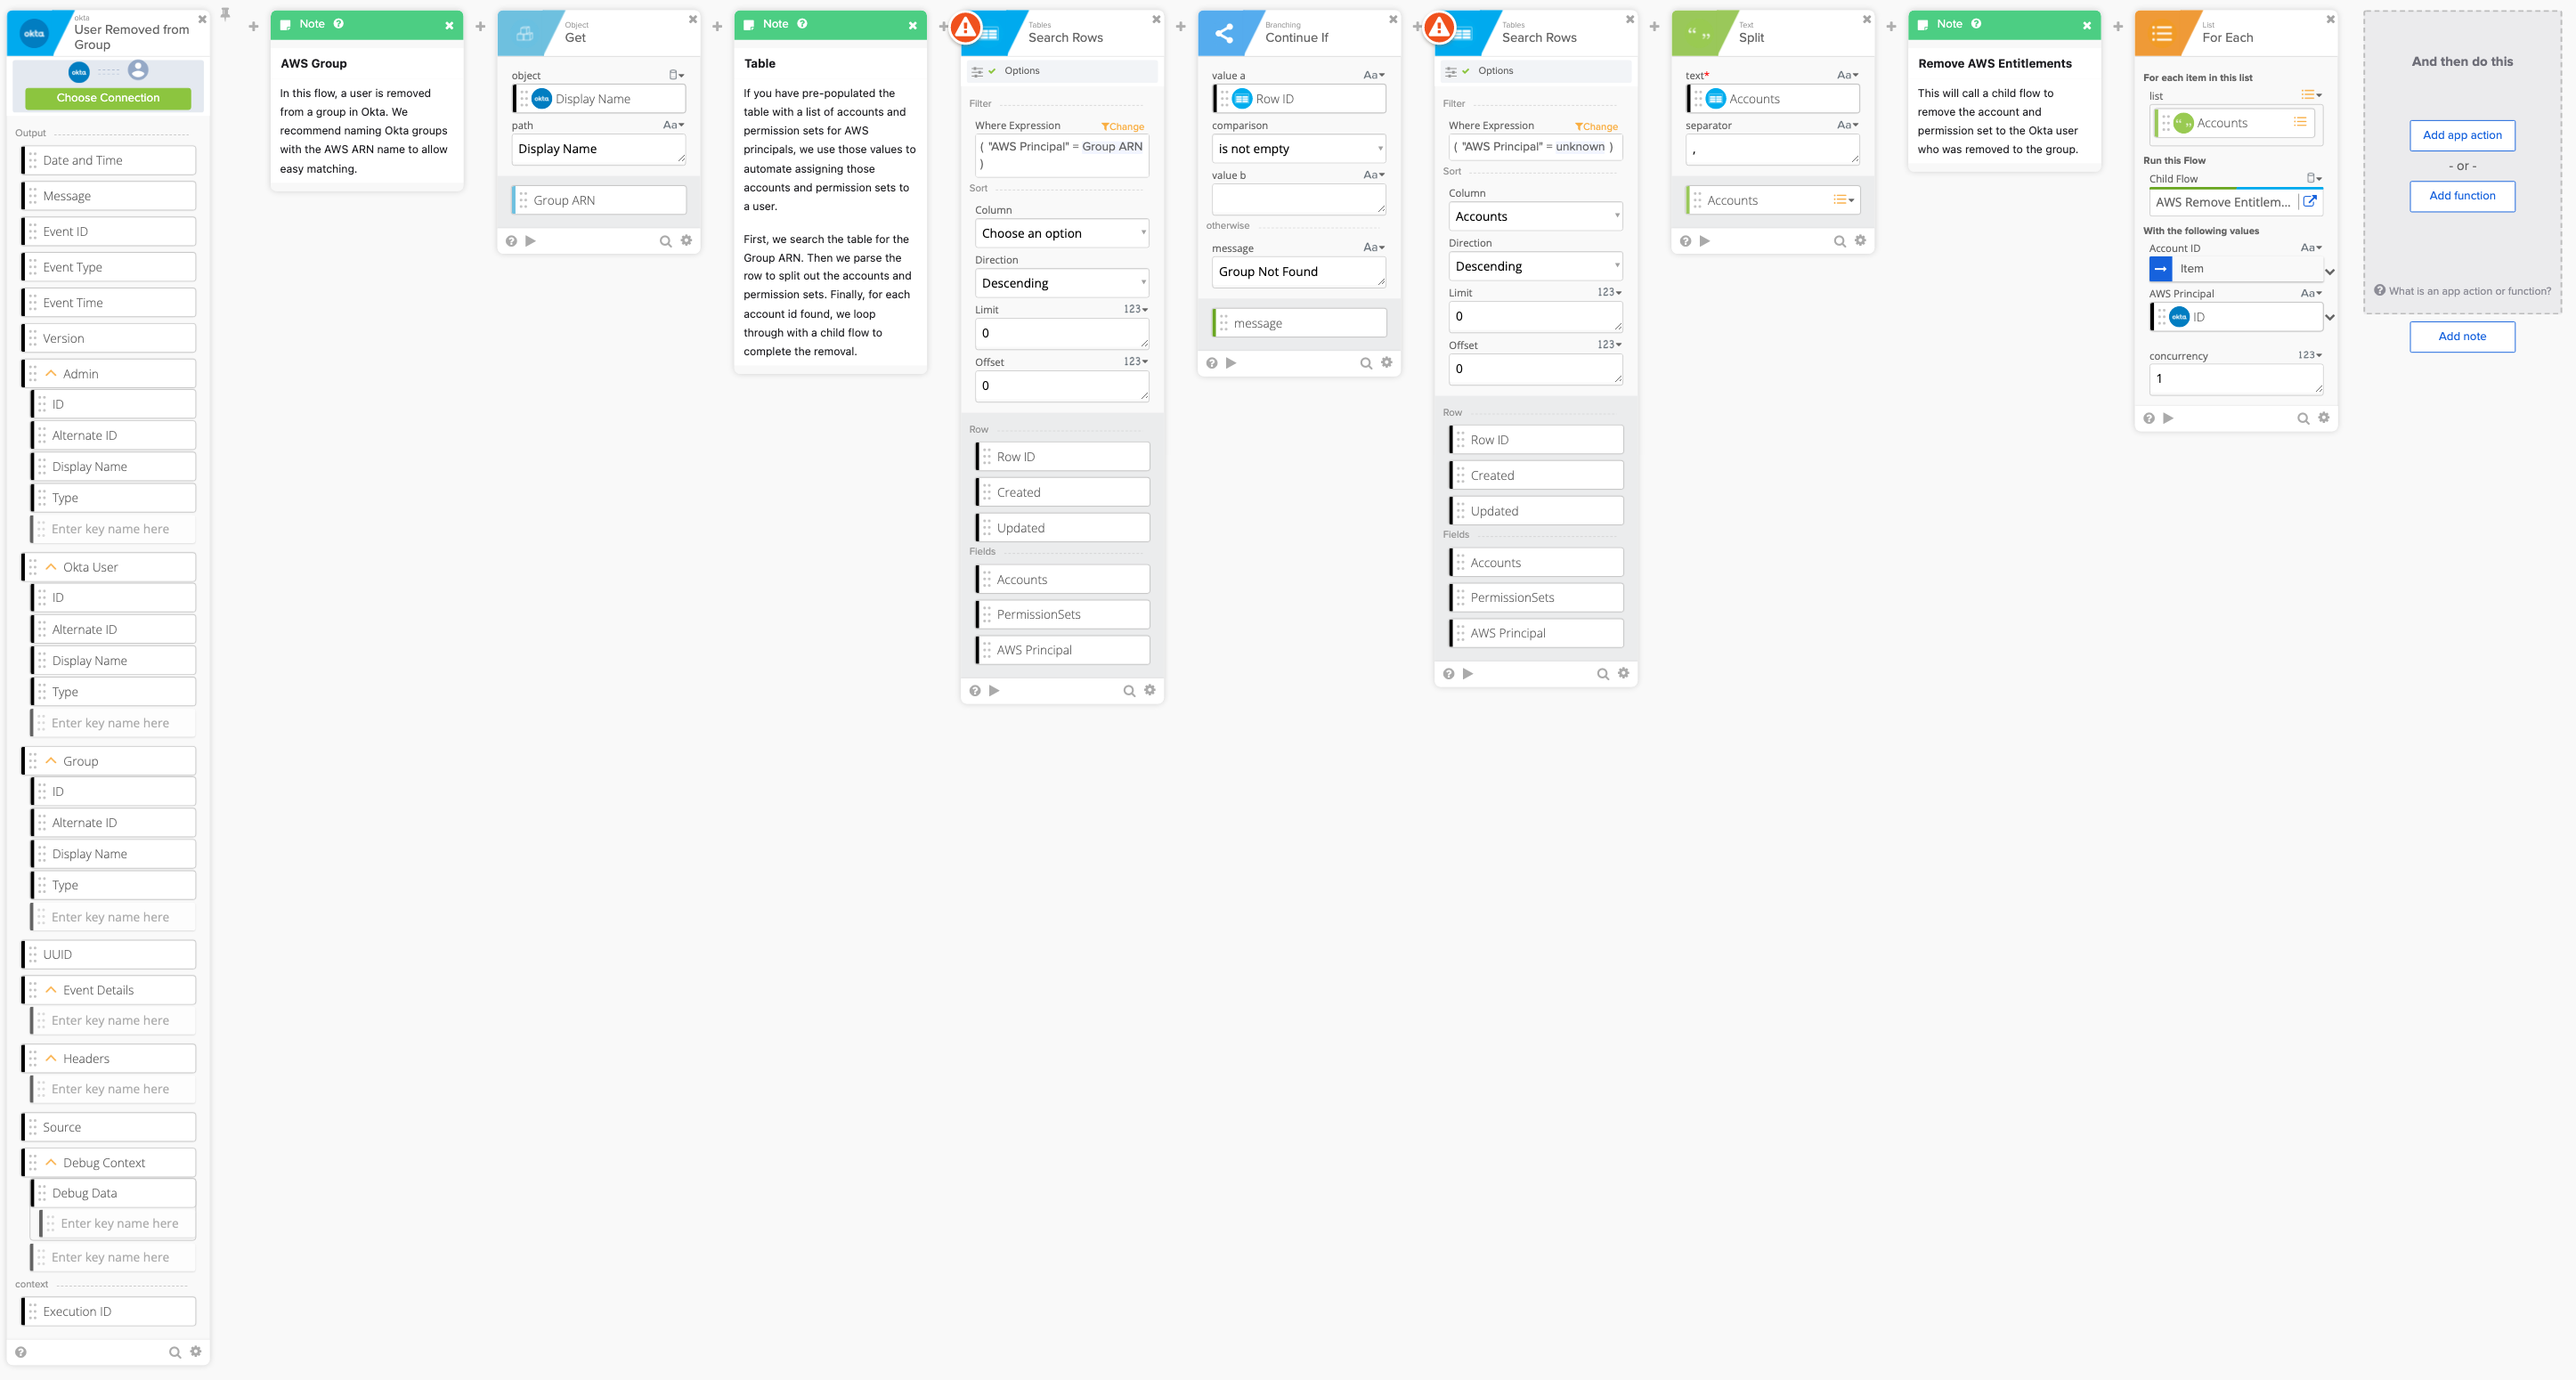 okta
okta
User Removed from
Group
okta
Choose Connection
Output
Date and Time
Message
Event ID
Event Type
Event Time
Version
Admin
ID
Alternate ID
Display Name
Type
Enter key name here
Okta User
ID
Alternate ID
Display Name
Type
Enter key name here
Group
ID
Alternate ID
Display Name
Type
Enter key name here
UUID
Event Details
Enter key name here
Headers
Enter key name here
Source
Debug Context
Debug Data
Enter key name here
Enter key name here
context
Execution ID
Note
AWS Group
In this flow, a user is removed
from a group in Okta. We
recommend naming Okta groups
with the AWS ARN name to allow
easy matching.
Object
Get
object
okta Display Name
path Aa
Display Name
Group ARN
Note
Table
If you have pre-populated the
table with a list of accounts and
permission sets for AWS
principals, we use those values to
automate assigning those
accounts and permission sets to
a user.
First, we search the table for the
Group ARN. Then we parse the
row to split out the accounts and
permission sets. Finally, for each
account id found, we loop
through with a child flow to
complete the removal.
Tables
Search Rows
Options
Filter
Where Expression Change
( "AWS Principal" = Group ARN
)
Sort
Column
Choose an option
Direction
Descending
Limit 123
0
Offset 123
0
Row
Row ID
Created
Updated
Fields
Accounts
PermissionSets
AWS Principal
Branching
Continue If
value a Aa
Row ID
comparison
is not empty
value b Aa
otherwise
message Aa
Group Not Found
message
Tables
Search Rows
Options
Filter
Where Expression Change
( "AWS Principal" = unknown )
Sort
Column
Accounts
Direction
Descending
Limit 123
0
Offset 123
0
Row
Row ID
Created
Updated
Fields
Accounts
PermissionSets
AWS Principal
Text
Split
text* Aa
Accounts
separator Aa
,
Accounts
Note
Remove AWS Entitlements
This will call a child flow to
remove the account and
permission set to the Okta user
who was removed to the group.
List
For Each
For each item in this list
list
Accounts
Run this Flow
Child Flow
AWS Remove Entitlem...
With the following values
Account ID Aa
Item
AWS Principal Aa
okta ID
concurrency 123
1
And then do this
Add app action
- or -
Add function
What is an app action or function?
Add note